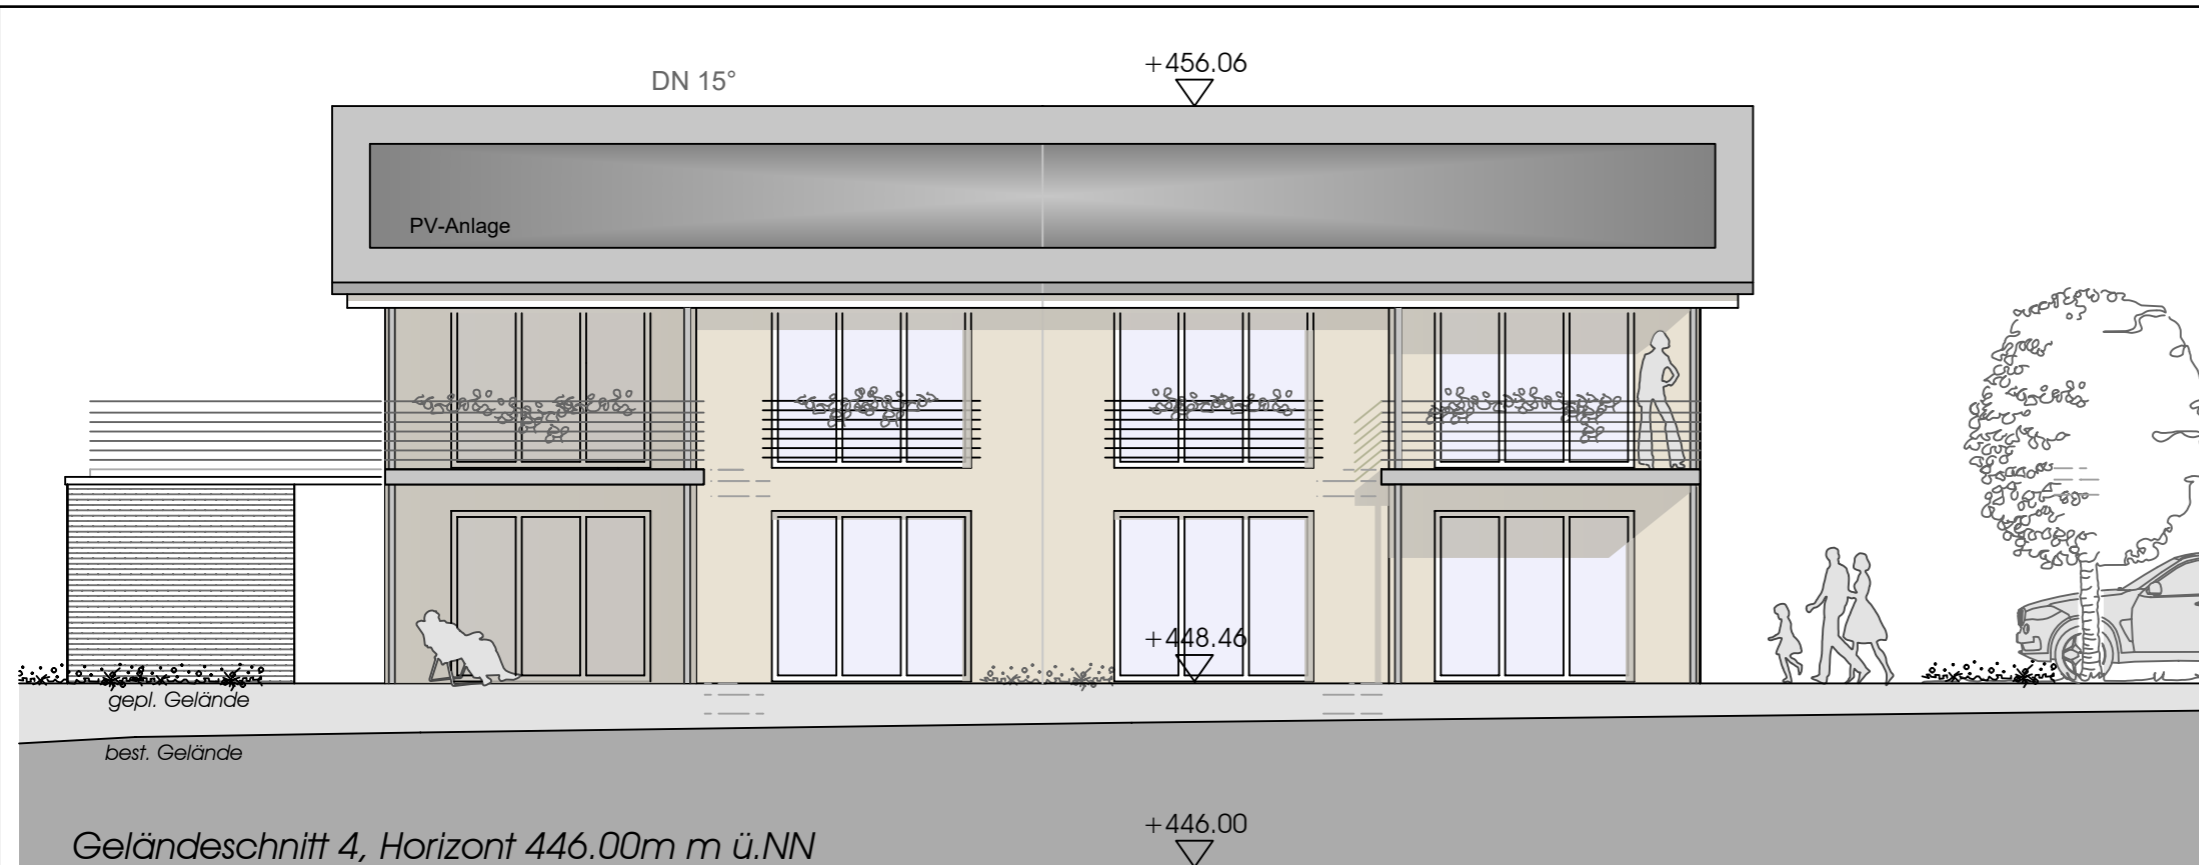 +456.06
DN 15°
PV-Anlage
+448.46
gepl. Gelände
best. Gelände
+446.00
Geländeschnitt 4, Horizont 446.00m m ü.NN